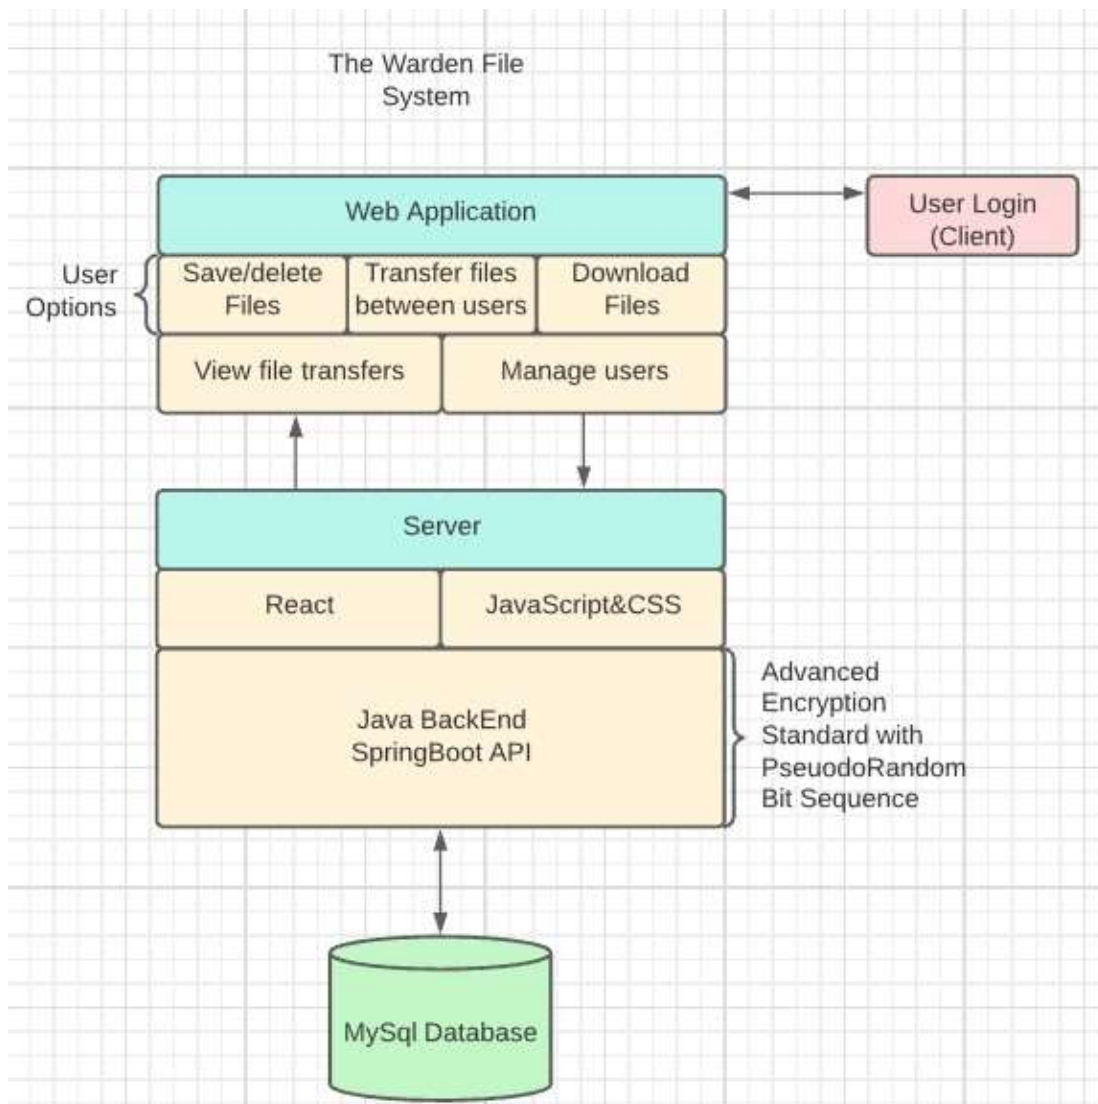 The Warden File
System
Web Application
User Login
(Client)
User
Options
Save/delete
Files
Transfer files
between users
Download
Files
View file transfers
Manage users
Server
React
JavaScript&CSS
Java BackEnd
SpringBoot API
Advanced
Encryption
Standard with
PseuodoRandom
Bit Sequence
MySql Database